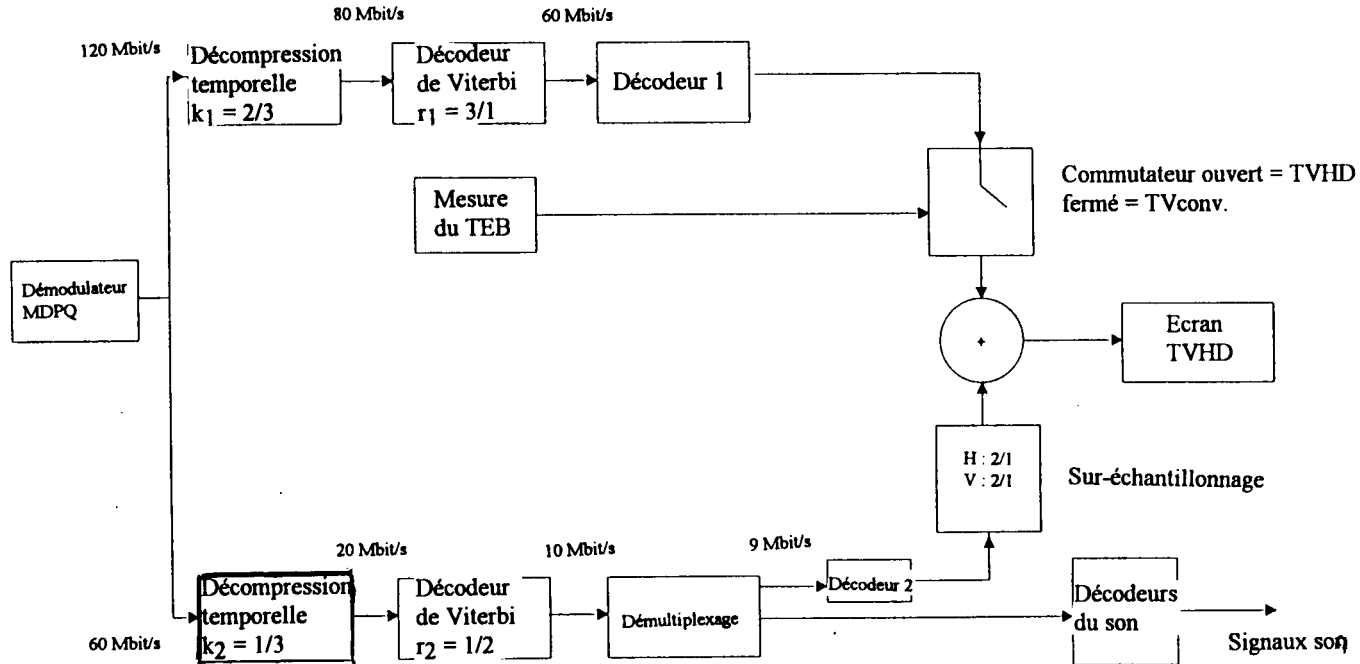 80 Mbit/s
60 Mbit/s
120 Mbit/s
Décompression
temporelle
k1 = 2/3
Décodeur
de Viterbi
r1 = 3/1
Décodeur 1
Mesure
du TEB
Commutateur ouvert = TVHD
fermé = TVconv.
Démodulateur
MDPQ
+
Ecran
TVHD
H : 2/1
V : 2/1
Sur-échantillonnage
20 Mbit/s
10 Mbit/s
9 Mbit/s
60 Mbit/s
Décompression
temporelle
k2 = 1/3
Décodeur
de Viterbi
r2 = 1/2
Démultiplexage
Décodeur 2
Décodeurs
du son
Signaux son